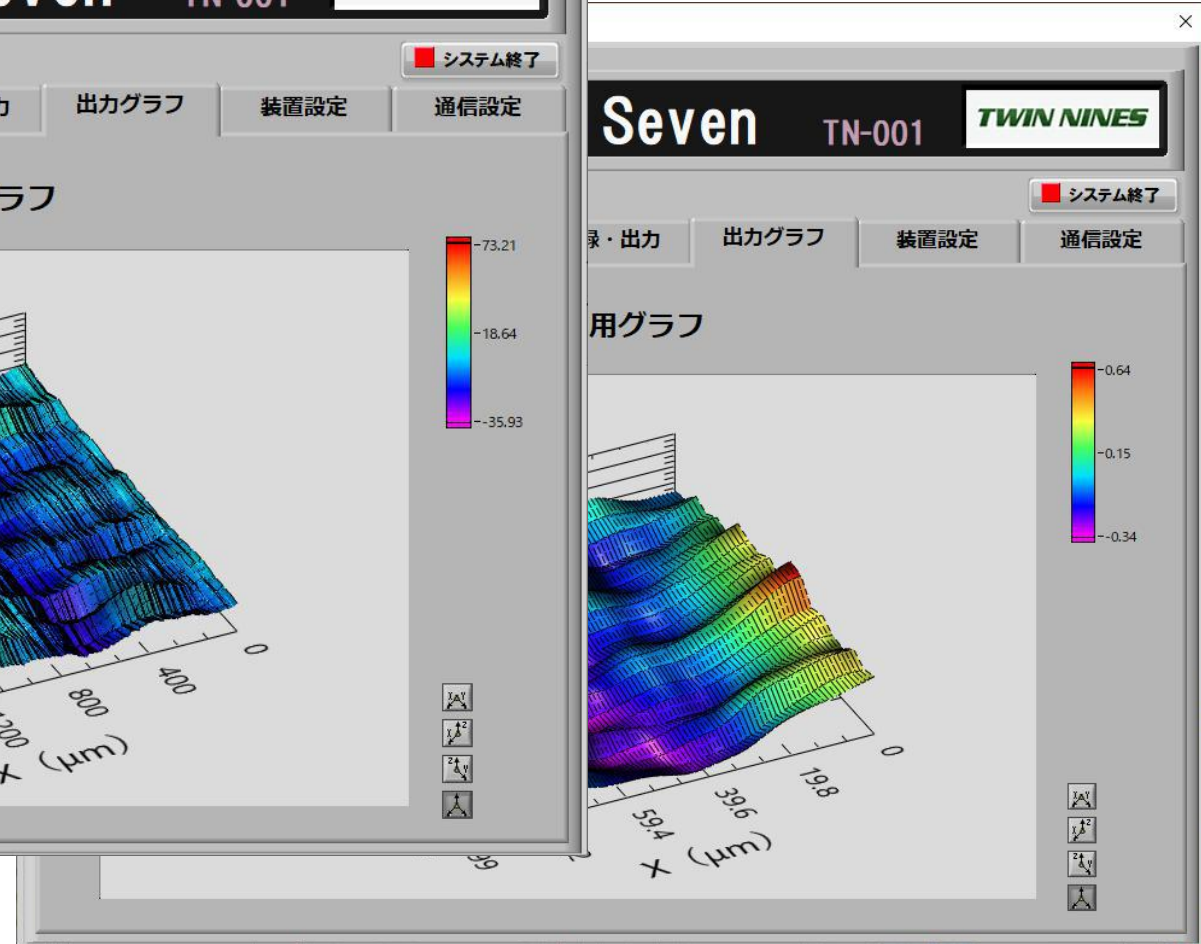 TN-001
システム終了
出力グラフ
装置設定
通信設定
ラフ
73.21
18.64
-35.93
0
400
800
X (μm)
Seven
TN-001
TWIN NINES
システム終了
録・出力
出力グラフ
装置設定
通信設定
用グラフ
0.64
0.15
-0.34
0
19.8
39.6
59.4
X (μm)